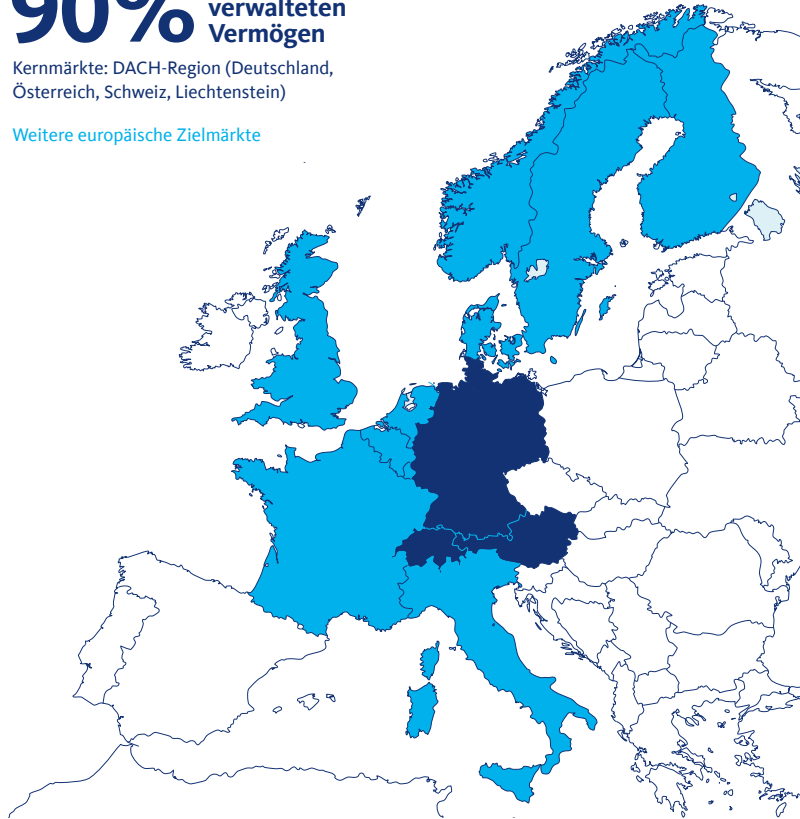 90% verwalteten
Vermögen
Kernmärkte: DACH-Region (Deutschland,
Österreich, Schweiz, Liechtenstein)
Weitere europäische Zielmärkte